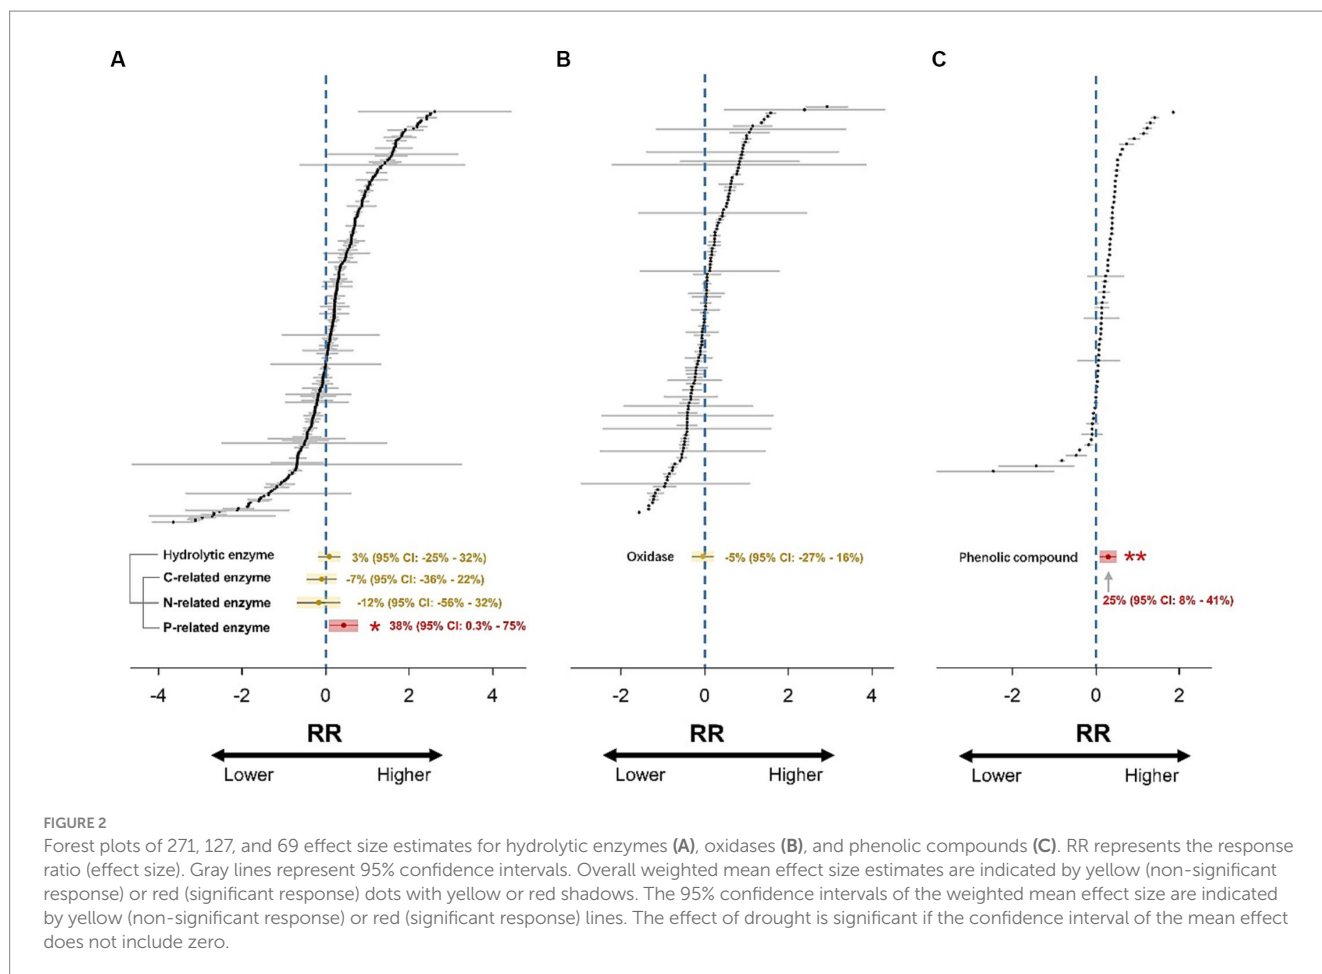 A
B
C
Hydrolytic enzyme 3% (95% CI: -25% - 32%)
C-related enzyme -7% (95% CI: -36% - 22%)
N-related enzyme -12% (95% CI: -56% - 32%)
P-related enzyme * 38% (95% CI: 0.3% - 75%
Oxidase -5% (95% CI: -27% - 16%)
Phenolic compound **
25% (95% CI: 8% - 41%)
-4 -2 0 2 4
-2 0 2 4
-2 0 2
RR
Lower Higher
RR
Lower Higher
RR
Lower Higher
FIGURE 2
Forest plots of 271, 127, and 69 effect size estimates for hydrolytic enzymes (A), oxidases (B), and phenolic compounds (C). RR represents the response
ratio (effect size). Gray lines represent 95% confidence intervals. Overall weighted mean effect size estimates are indicated by yellow (non-significant
response) or red (significant response) dots with yellow or red shadows. The 95% confidence intervals of the weighted mean effect size are indicated
by yellow (non-significant response) or red (significant response) lines. The effect of drought is significant if the confidence interval of the mean effect
does not include zero.